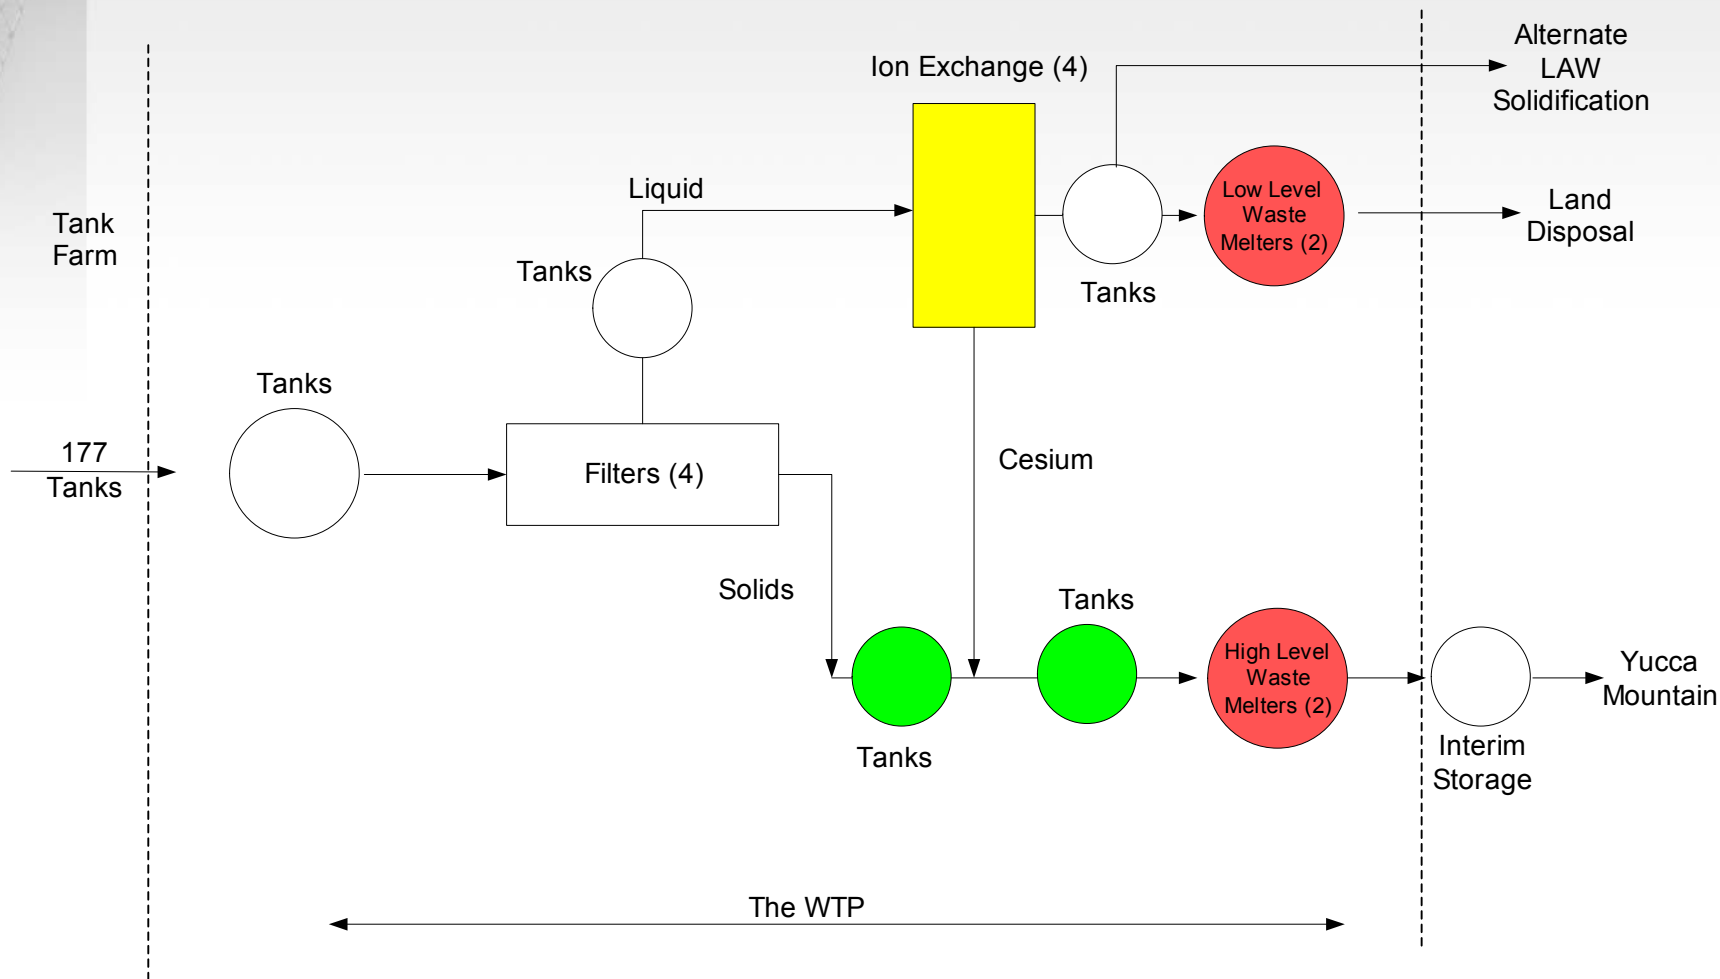 Alternate
LAW
Solidification
Ion Exchange (4)
Liquid
Low Level
Waste
Melters (2)
Land
Disposal
Tank
Farm
Tanks
Tanks
Tanks
177
Tanks
Filters (4)
Cesium
Solids
Tanks
High Level
Waste
Melters (2)
Yucca
Mountain
Tanks
Interim
Storage
The WTP